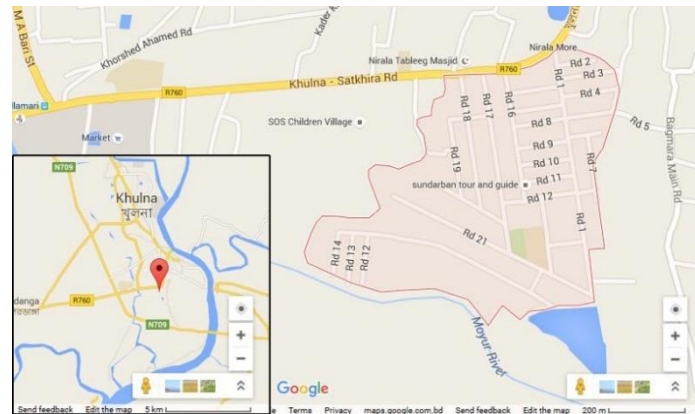 M A Bari St
Khorshed Ahamed Rd
Kader
Nirala Tableeg Masjid
Nirala More
R760
Khulna - Satkhira Rd
R760
llamari
Market
SOS Children Village
Rd 1
Rd 2
Rd 3
Rd 4
Rd 5
Rd 18
Rd 17
Rd 16
Rd 8
Rd 9
Rd 10
Rd 11
Rd 12
Rd 19
Rd 7
Rd 1
sundarban tour and guide
Bagmara Main Rd
Rd 21
Rd 14
Rd 13
Rd 12
Moyur River
N709
Khulna
খুলনা
danga
R760
N709
Google
Send feedback Edit the map 5 km
Terms Privacy maps.google.com.bd Send feedback Edit the map 200 m